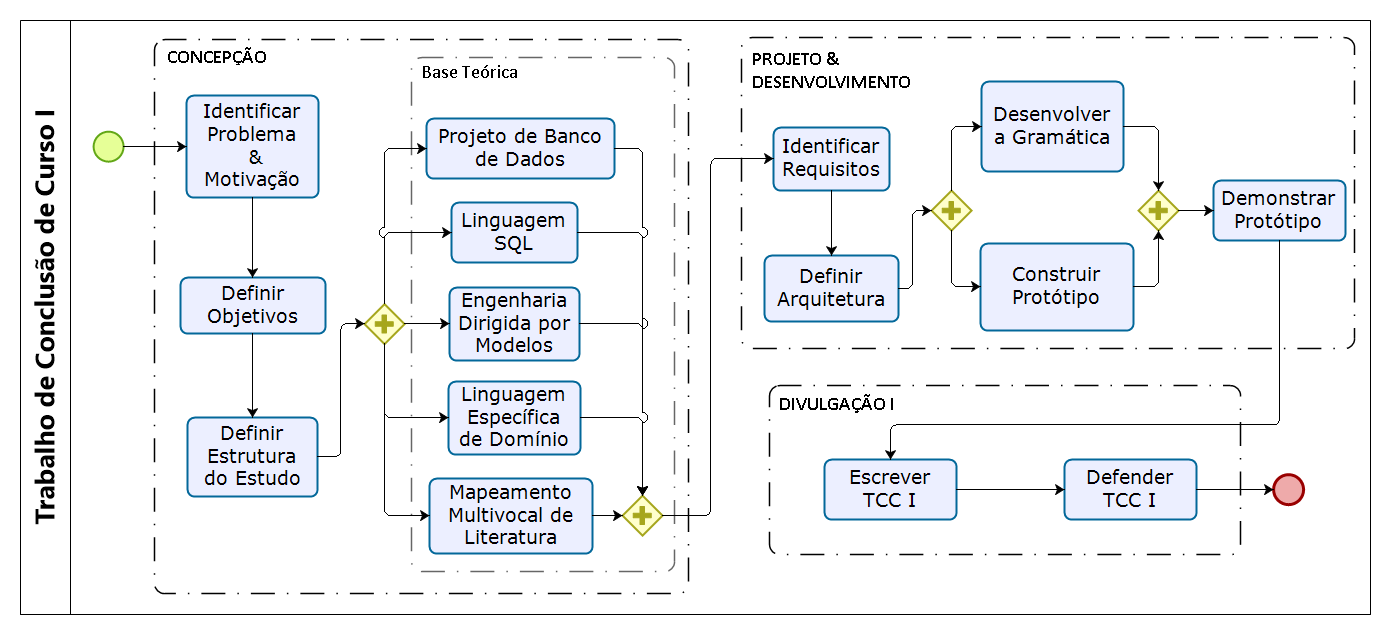 Trabalho de Conclusão de Curso I
CONCEPÇÃO
Identificar
Problema
&
Motivação
Definir
Objetivos
Definir
Estrutura
do Estudo
Base Teórica
Projeto de Banco
de Dados
Linguagem
SQL
Engenharia
Dirigida por
Modelos
Linguagem
Específica
de Domínio
Mapeamento
Multivocal de
Literatura
PROJETO &
DESENVOLVIMENTO
Identificar
Requisitos
Definir
Arquitetura
Desenvolver
a Gramática
Construir
Protótipo
Demonstrar
Protótipo
DIVULGAÇÃO I
Escrever
TCC I
Defender
TCC I